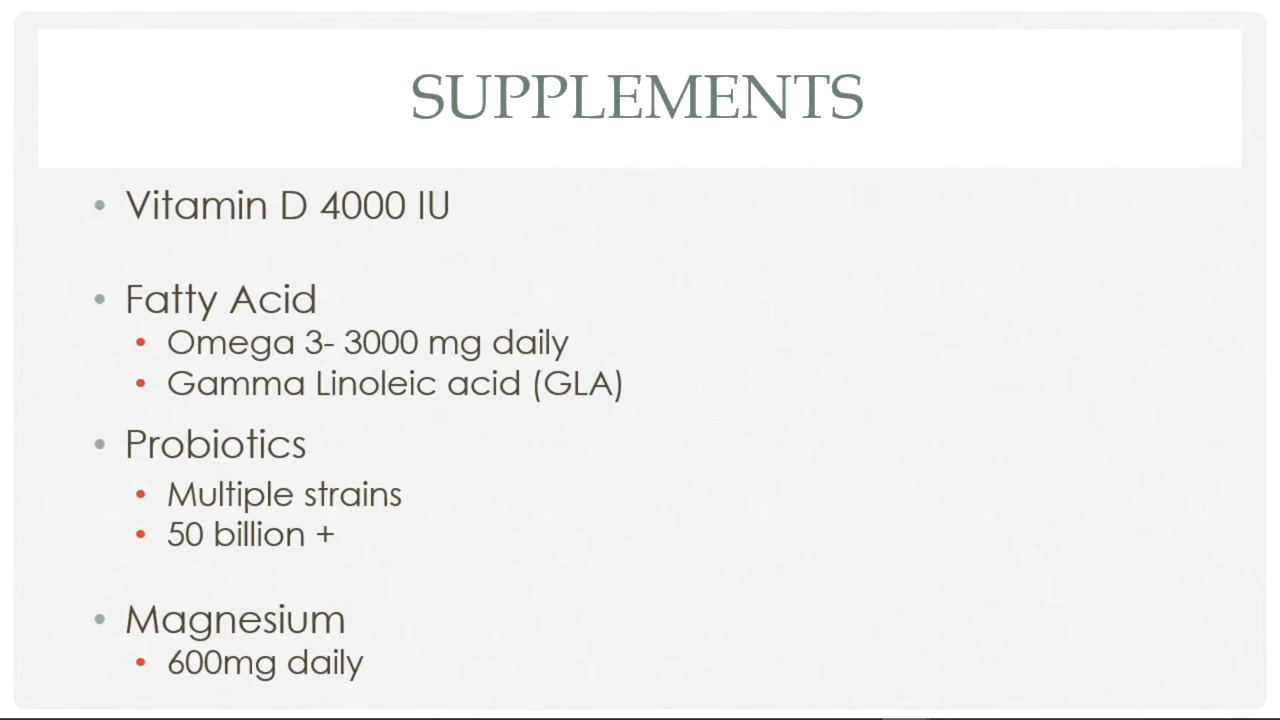 SUPPLEMENTS
• Vitamin D 4000 IU
• Fatty Acid
• Omega 3- 3000 mg daily
• Gamma Linoleic acid (GLA)
• Probiotics
• Multiple strains
• 50 billion +
• Magnesium
• 600mg daily